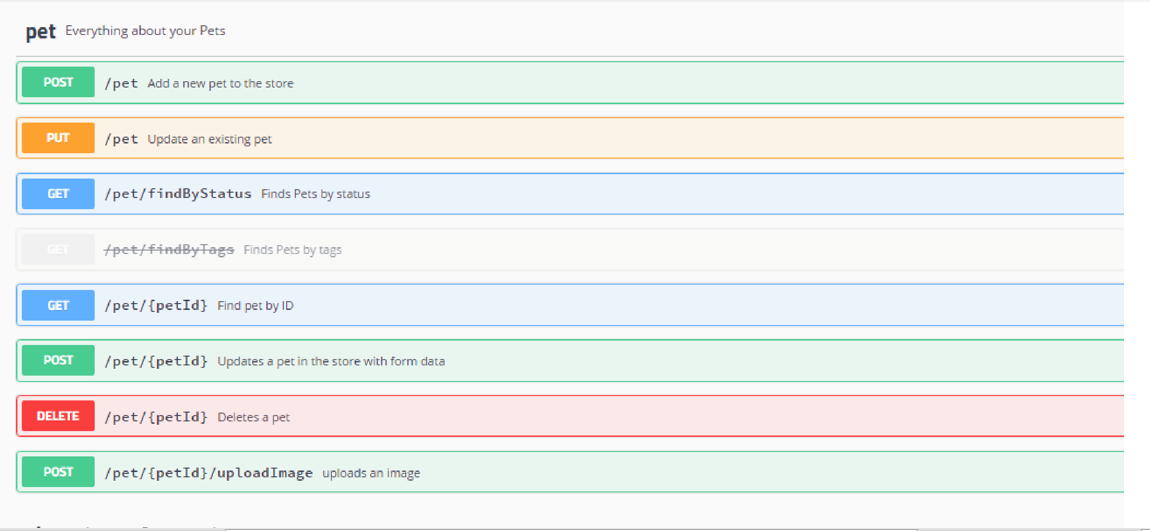 pet Everything about your Pets
POST /pet Add a new pet to the store
PUT /pet Update an existing pet
GET /pet/findByStatus Finds Pets by status
GET /pet/findByTags Finds Pets by tags
GET /pet/{petId} Find pet by ID
POST /pet/{petId} Updates a pet in the store with form data
DELETE /pet/{petId} Deletes a pet
POST /pet/{petId}/uploadImage uploads an image